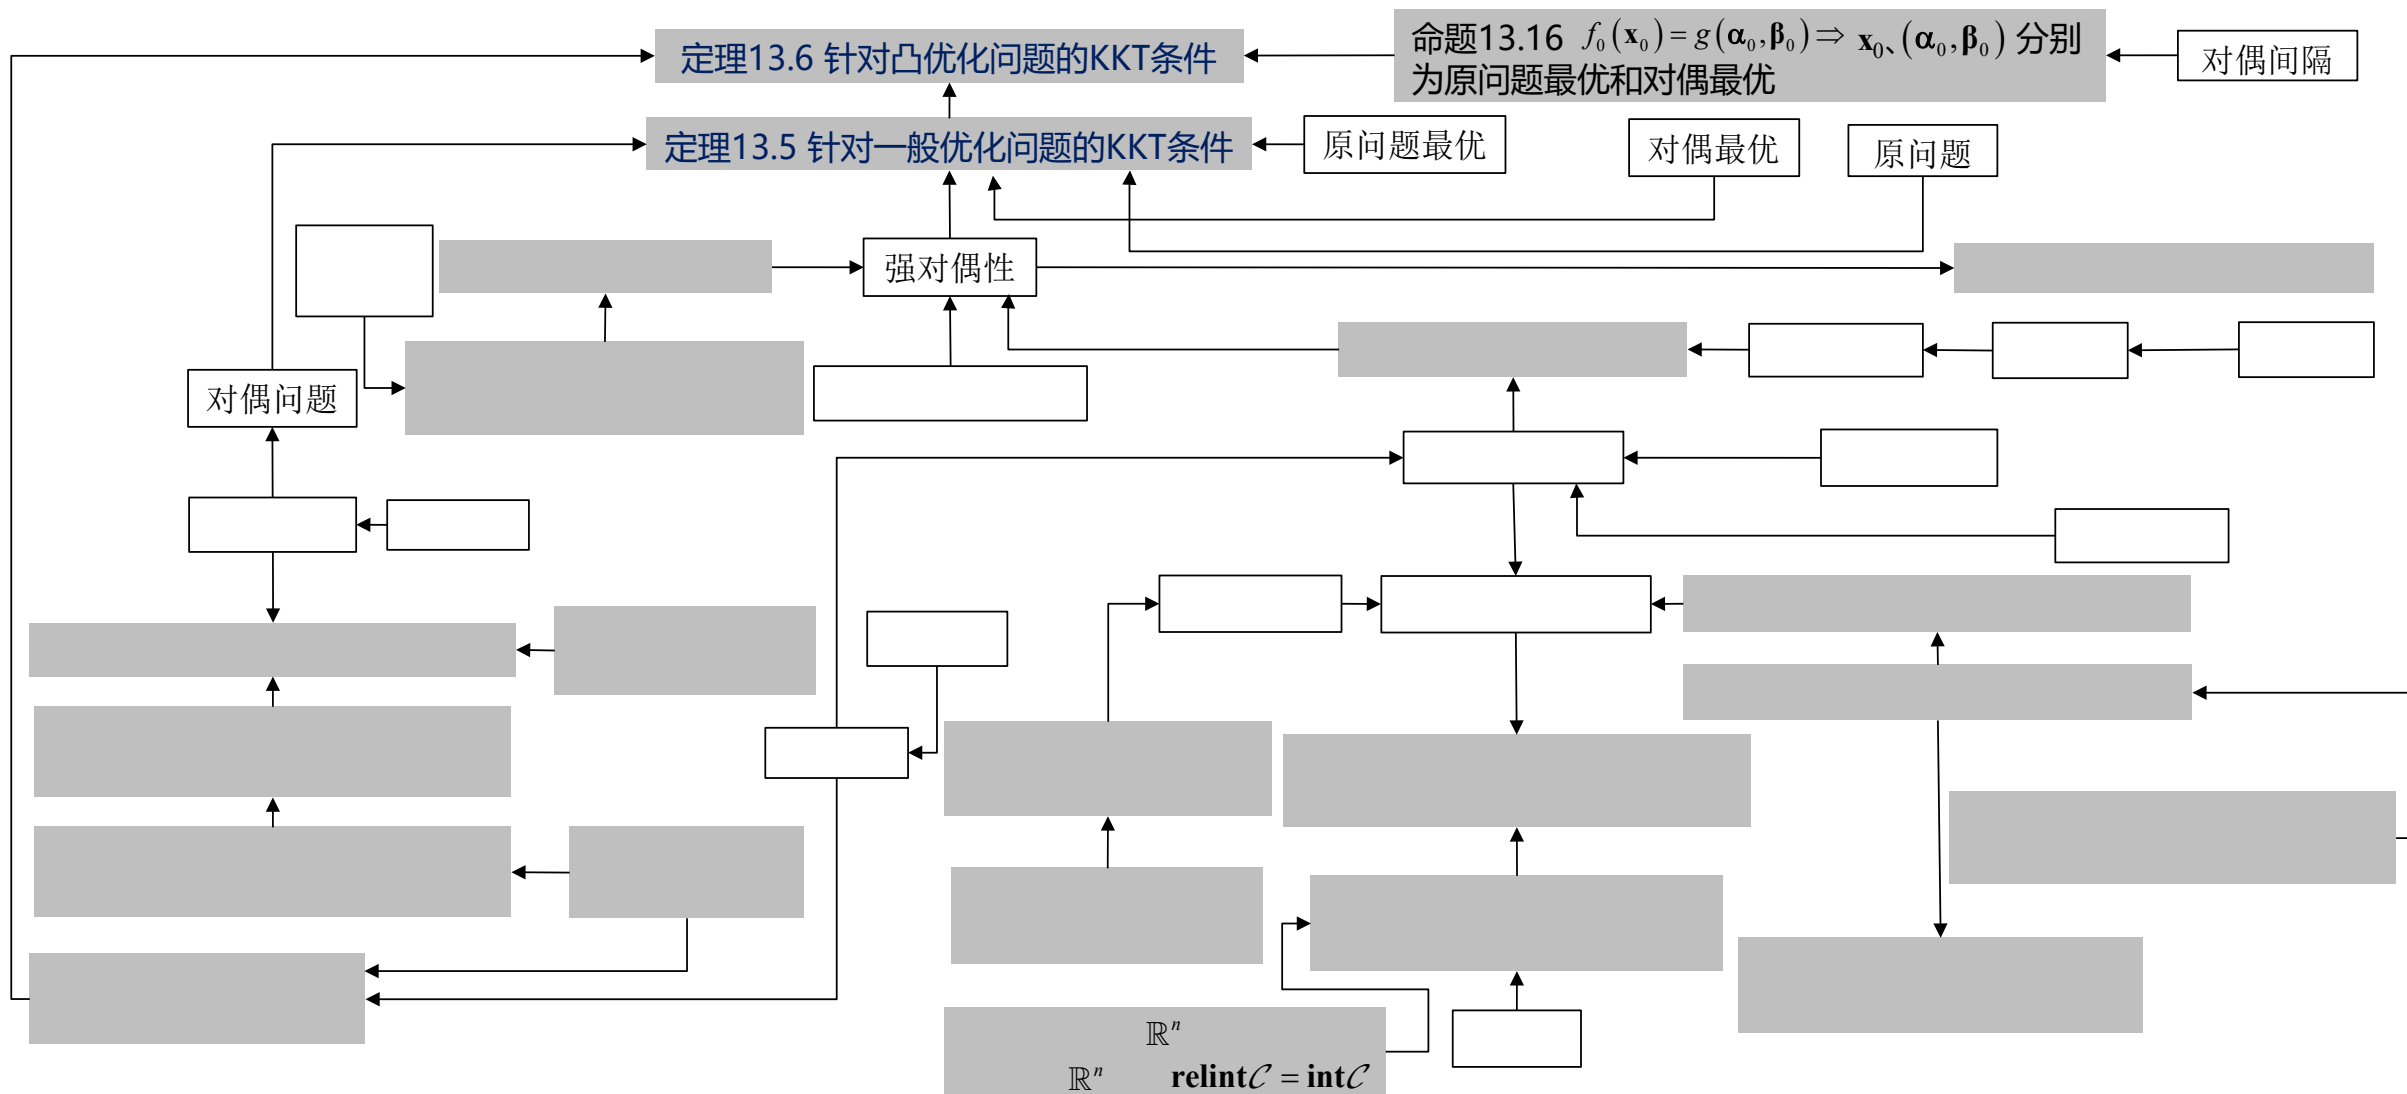 定理13.6 针对凸优化问题的KKT条件
命题13.16 f₀(𝐱₀) = g(𝛂₀, 𝛃₀) ⇒ 𝐱₀、(𝛂₀, 𝛃₀) 分别
为原问题最优和对偶最优
对偶间隔
定理13.5 针对一般优化问题的KKT条件
原问题最优
对偶最优
原问题
强对偶性
对偶问题
ℝⁿ
ℝⁿ relint𝒞 = int𝒞